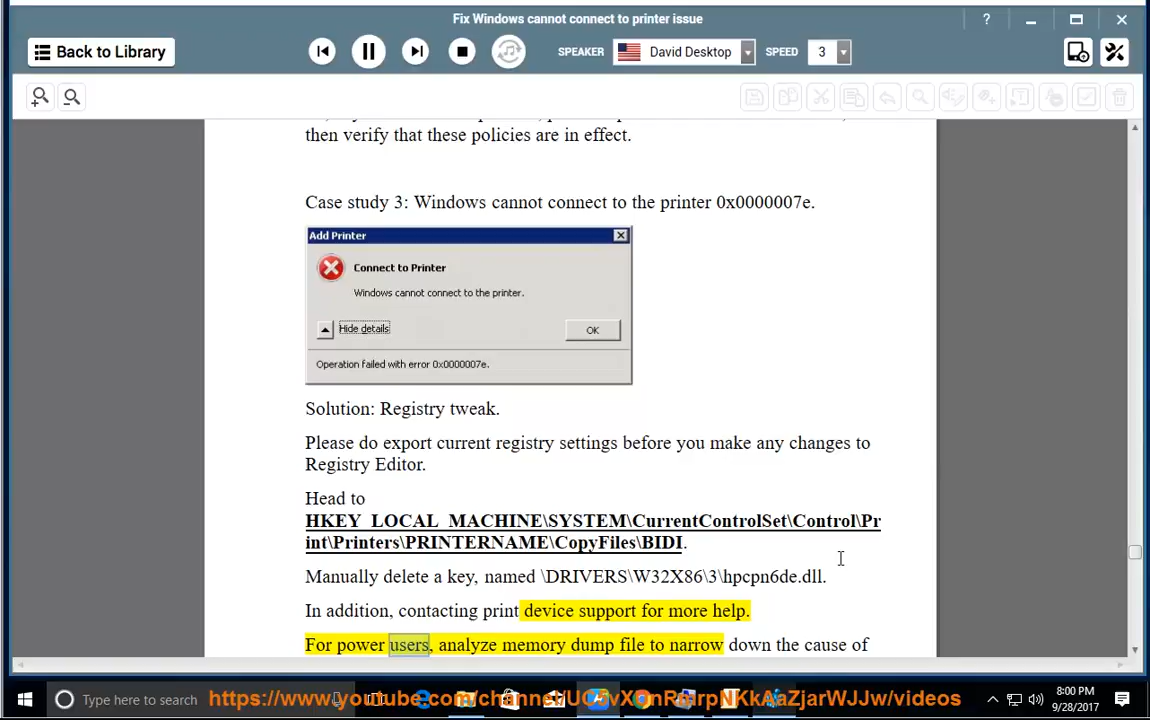 Fix Windows cannot connect to printer issue
?
Back to Library
SPEAKER David Desktop SPEED 3
then verify that these policies are in effect.
Case study 3: Windows cannot connect to the printer 0x0000007e.
Add Printer
Connect to Printer
Windows cannot connect to the printer.
Hide details
OK
Operation failed with error 0x0000007e.
Solution: Registry tweak.
Please do export current registry settings before you make any changes to
Registry Editor.
Head to
HKEY_LOCAL_MACHINE\SYSTEM\CurrentControlSet\Control\Pr
int\Printers\PRINTERNAME\CopyFiles\BIDI.
Manually delete a key, named \DRIVERS\W32X86\3\hpcpn6de.dll.
In addition, contacting print device support for more help.
For power users, analyze memory dump file to narrow down the cause of
Type here to search
8:00 PM
9/28/2017